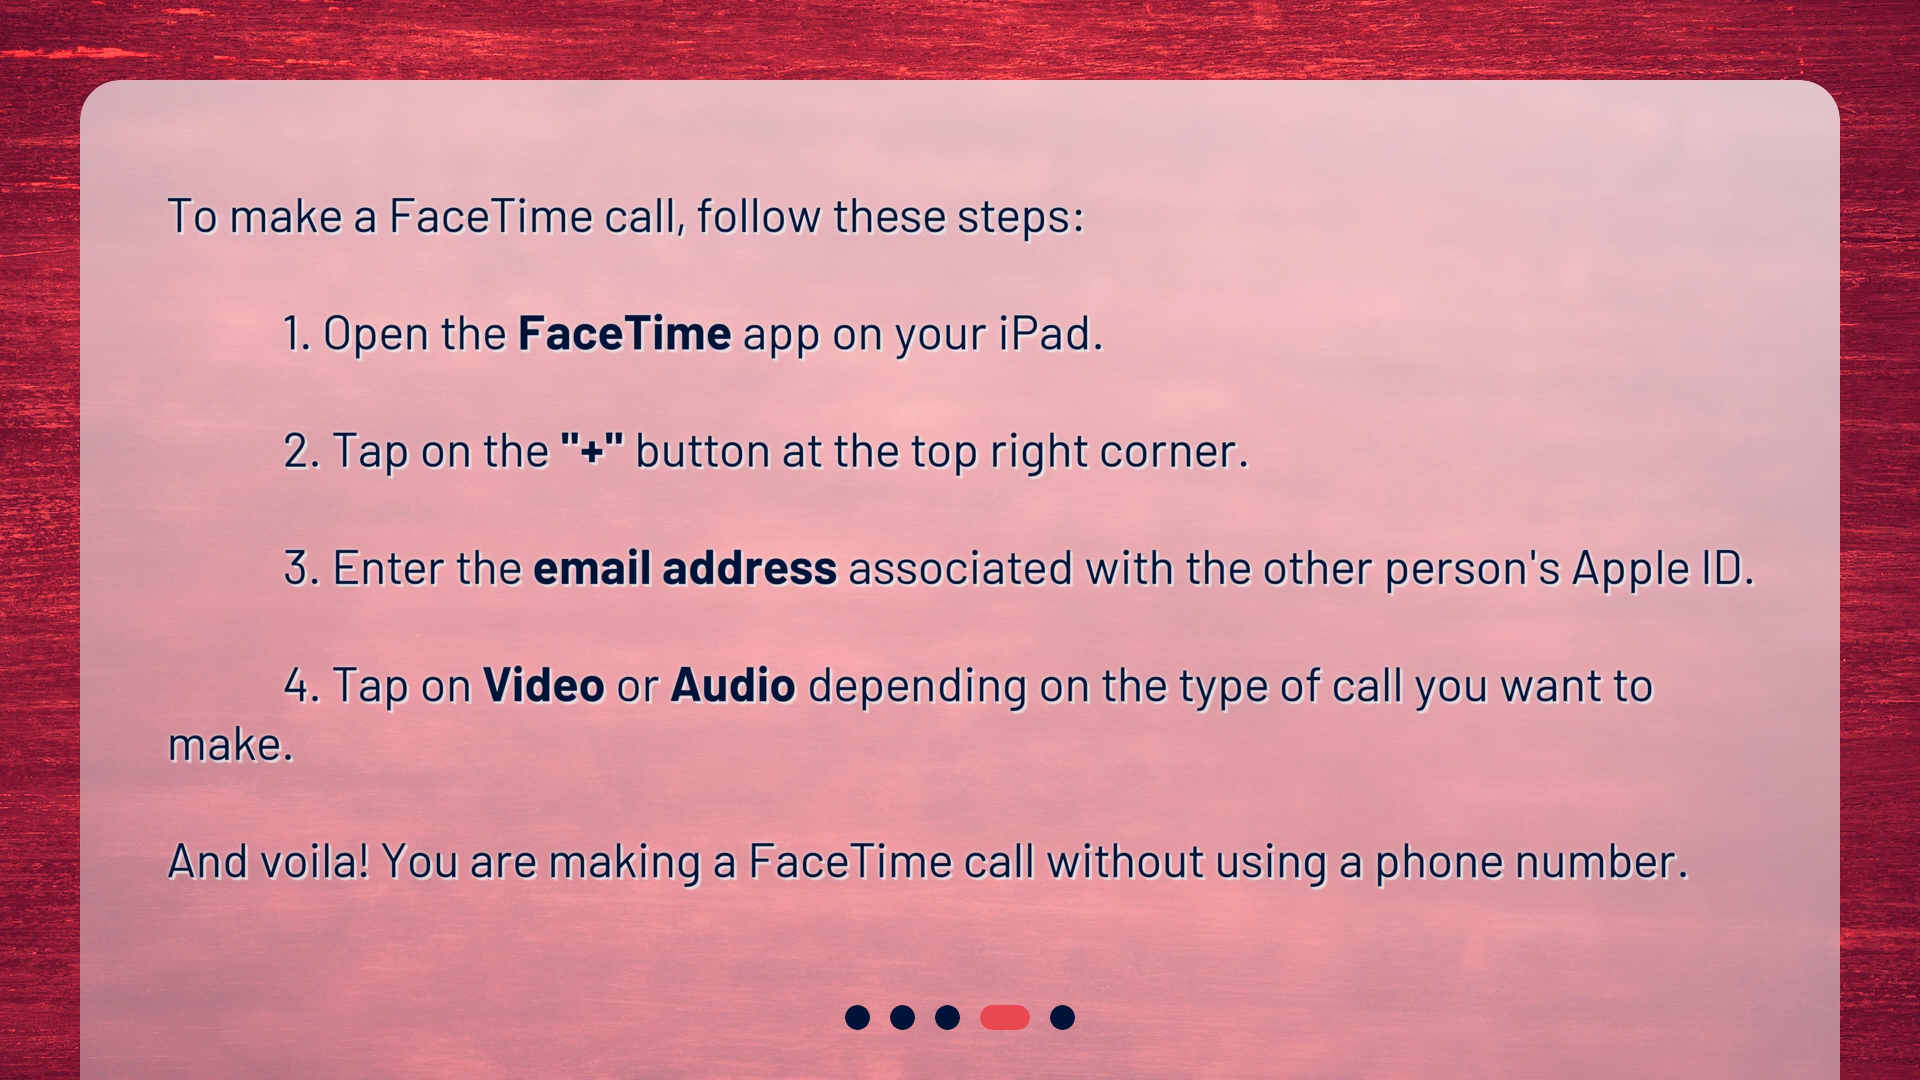 To make a FaceTime call, follow these steps:
1. Open the FaceTime app on your iPad.
2. Tap on the "+" button at the top right corner.
3. Enter the email address associated with the other person's Apple ID.
4. Tap on Video or Audio depending on the type of call you want to
make.
And voila! You are making a FaceTime call without using a phone number.